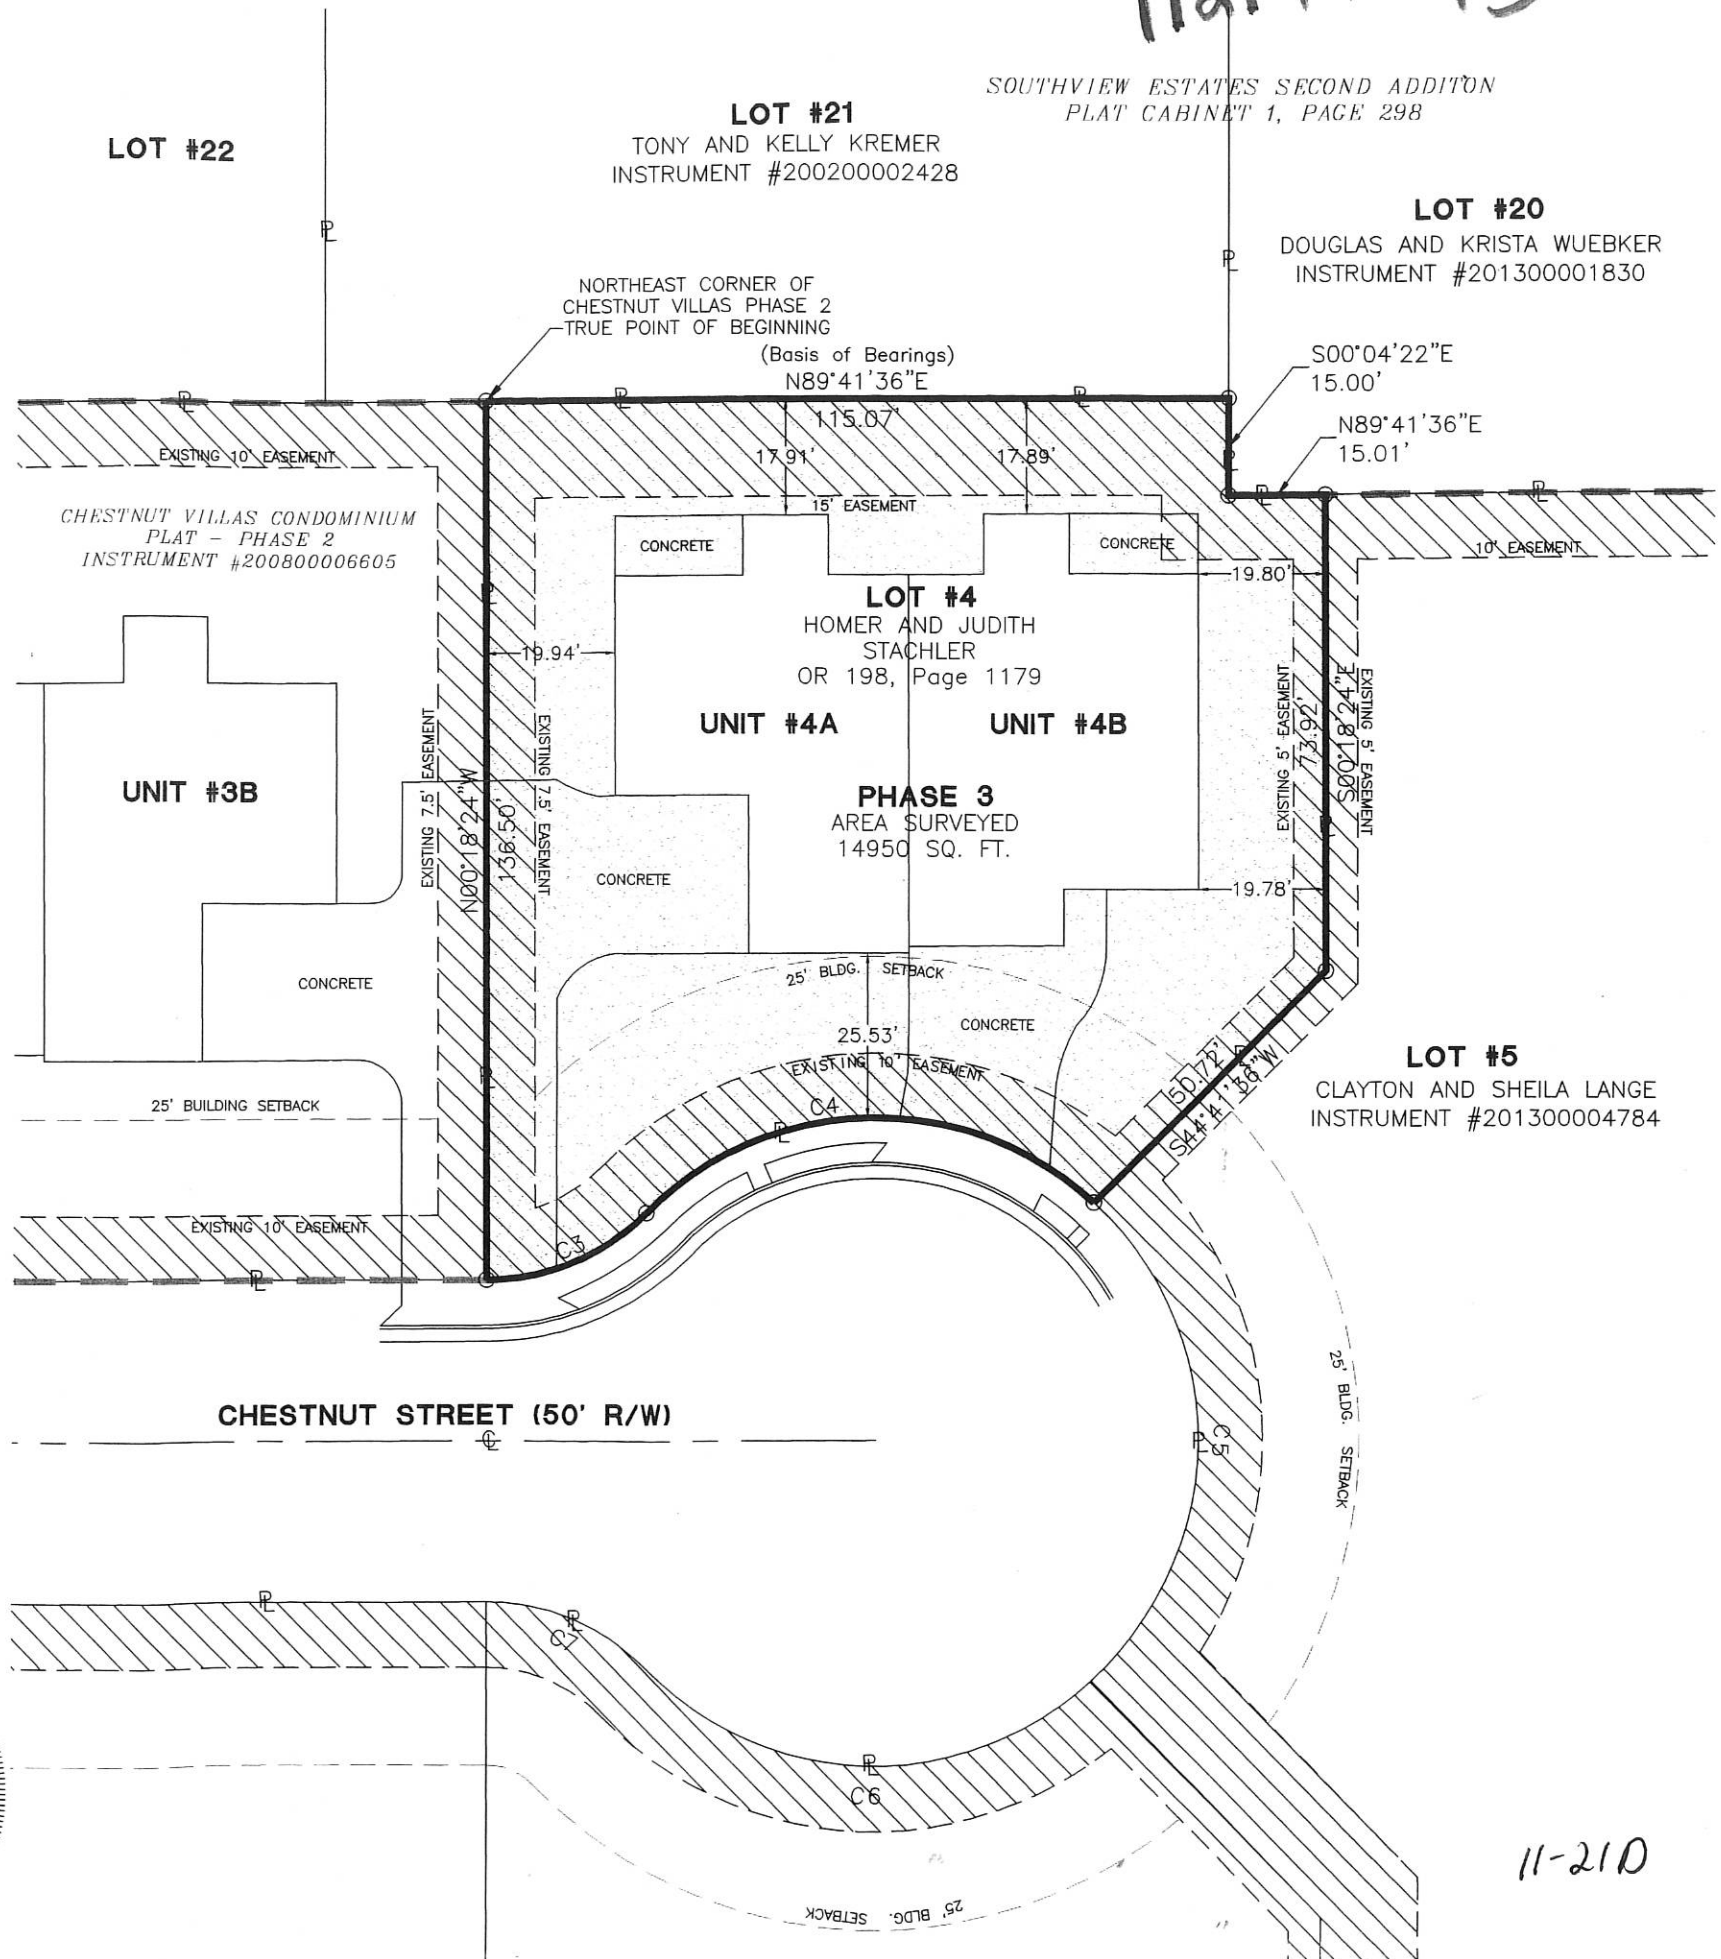 SOUTHVIEW ESTATES SECOND ADDITON
PLAT CABINET 1, PAGE 298
LOT #22
LOT #21
TONY AND KELLY KREMER
INSTRUMENT #200200002428
LOT #20
DOUGLAS AND KRISTA WUEBKER
INSTRUMENT #201300001830
NORTHEAST CORNER OF
CHESTNUT VILLAS PHASE 2
TRUE POINT OF BEGINNING
(Basis of Bearings)
N89°41'36"E
115.07'
S00°04'22"E
15.00'
N89°41'36"E
15.01'
17.91'
17.89'
EXISTING 10' EASEMENT
15' EASEMENT
10' EASEMENT
CHESTNUT VILLAS CONDOMINIUM
PLAT - PHASE 2
INSTRUMENT #200800006605
CONCRETE
CONCRETE
19.80'
LOT #4
HOMER AND JUDITH
STACHLER
OR 198, Page 1179
19.94'
UNIT #4A
UNIT #4B
UNIT #3B
PHASE 3
AREA SURVEYED
14950 SQ. FT.
EXISTING 7.5' EASEMENT
N00°18'24"W
136.50'
EXISTING 7.5' EASEMENT
EXISTING 5' EASEMENT
73.92'
S00°18'24"E
EXISTING 5' EASEMENT
CONCRETE
19.78'
CONCRETE
25' BLDG. SETBACK
25.53'
CONCRETE
EXISTING 10' EASEMENT
50.72'
S44°41'36"W
LOT #5
CLAYTON AND SHEILA LANGE
INSTRUMENT #201300004784
25' BUILDING SETBACK
C4
EXISTING 10' EASEMENT
C3
CHESTNUT STREET (50' R/W)
C5
25' BLDG. SETBACK
C7
C6
25' BLDG. SETBACK
11-21D